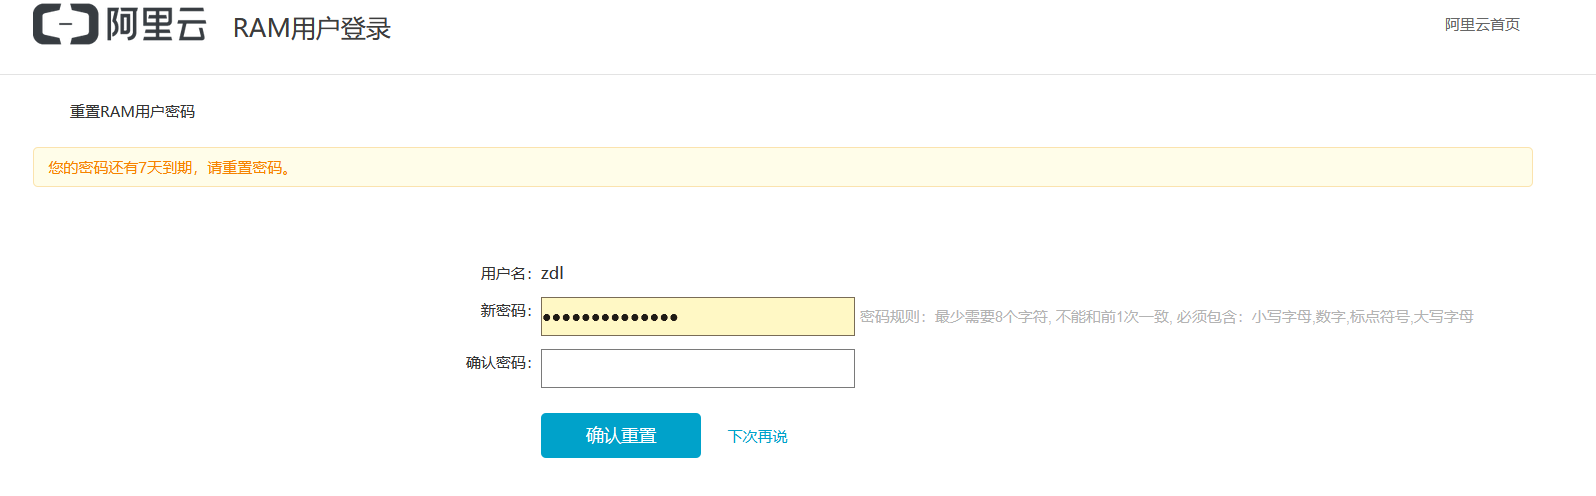 阿里云 RAM用户登录 阿里云首页
重置RAM用户密码
您的密码还有7天到期，请重置密码。
用户名：zdl
新密码： ●●●●●●●●●●●●●● 密码规则：最少需要8个字符, 不能和前1次一致, 必须包含：小写字母,数字,标点符号,大写字母
确认密码：
确认重置 下次再说